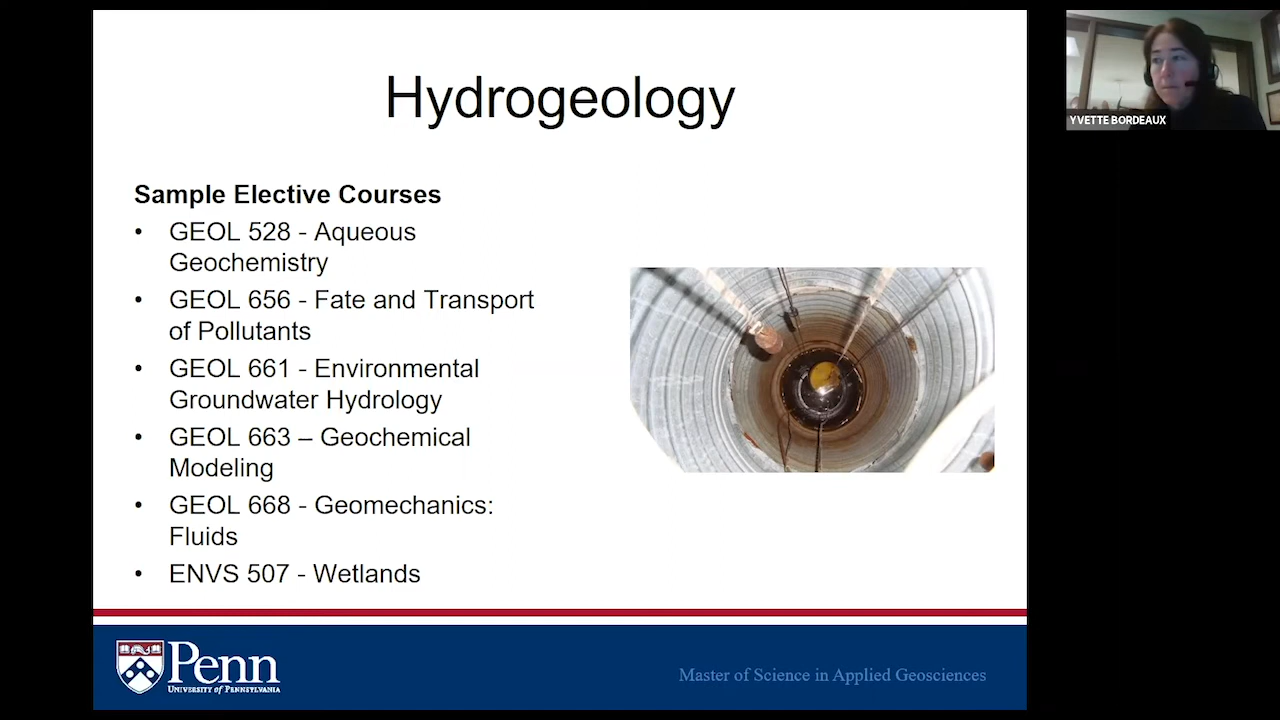 Hydrogeology
YVETTE BORDEAUX
Sample Elective Courses
• GEOL 528 - Aqueous
Geochemistry
• GEOL 656 - Fate and Transport
of Pollutants
• GEOL 661 - Environmental
Groundwater Hydrology
• GEOL 663 – Geochemical
Modeling
• GEOL 668 - Geomechanics:
Fluids
• ENVS 507 - Wetlands
Penn
UNIVERSITY of PENNSYLVANIA
Master of Science in Applied Geosciences